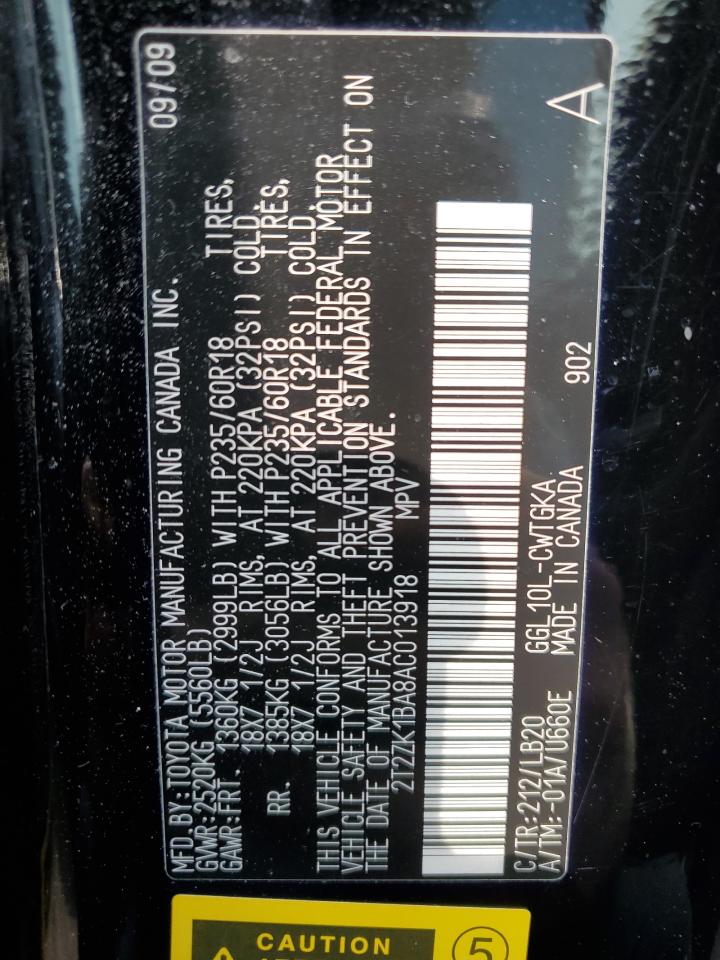 MFD.BY:TOYOTA MOTOR MANUFACTURING CANADA INC. 09/09
GVWR:2520KG (5560LB)
GAWR:FRT. 1360KG (2999LB) WITH P235/60R18 TIRES,
18X7 1/2J RIMS, AT 220KPA (32PSI) COLD
RR. 1385KG (3056LB) WITH P235/60R18 TIRES,
18X7 1/2J RIMS, AT 220KPA (32PSI) COLD
THIS VEHICLE CONFORMS TO ALL APPLICABLE FEDERAL MOTOR
VEHICLE SAFETY AND THEFT PREVENTION STANDARDS IN EFFECT ON
THE DATE OF MANUFACTURE SHOWN ABOVE.
2T2ZK1BA8AC013918 MPV
C/TR:212/LB20 GGL10L-CWTGKA A
A/TM:-01A/U660E MADE IN CANADA 902
CAUTION
5